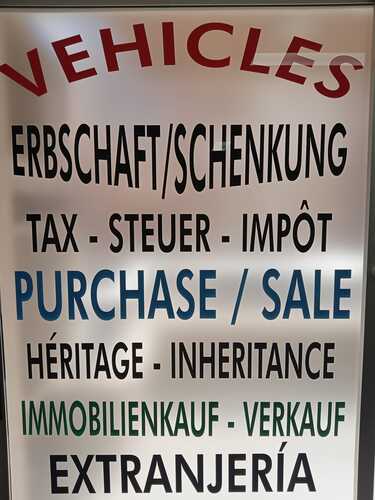 VEHICLES
ERBSCHAFT/SCHENKUNG
TAX - STEUER - IMPÔT
PURCHASE / SALE
HÉRITAGE - INHERITANCE
IMMOBILIENKAUF - VERKAUF
EXTRANJERÍA